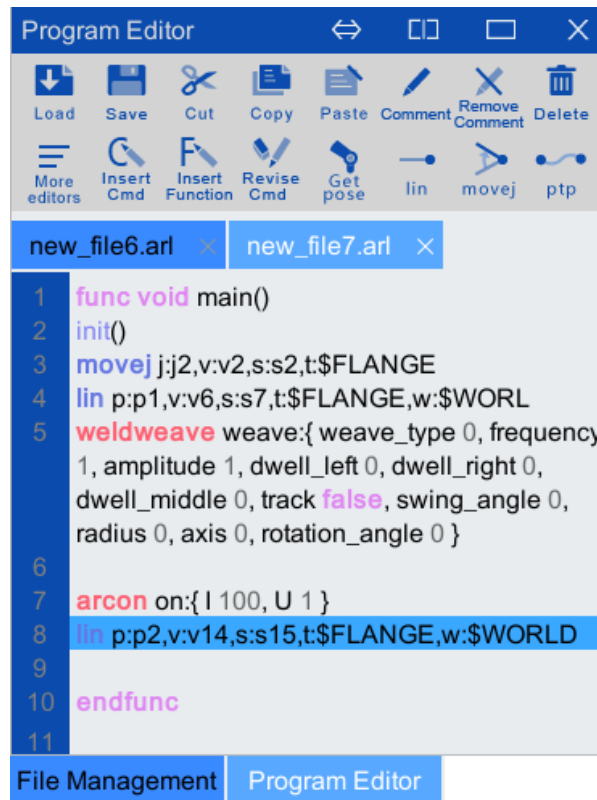 Program Editor
Load Save Cut Copy Paste Comment Remove Comment Delete
More editors Insert Cmd Insert Function Revise Cmd Get pose lin movej ptp
new_file6.arl new_file7.arl
1 func void main()
2 init()
3 movej j:j2,v:v2,s:s2,t:$FLANGE
4 lin p:p1,v:v6,s:s7,t:$FLANGE,w:$WORL
5 weldweave weave:{ weave_type 0, frequency
1, amplitude 1, dwell_left 0, dwell_right 0,
dwell_middle 0, track false, swing_angle 0,
radius 0, axis 0, rotation_angle 0 }
6
7 arcon on:{ I 100, U 1 }
8 lin p:p2,v:v14,s:s15,t:$FLANGE,w:$WORLD
9
10 endfunc
11
File Management Program Editor